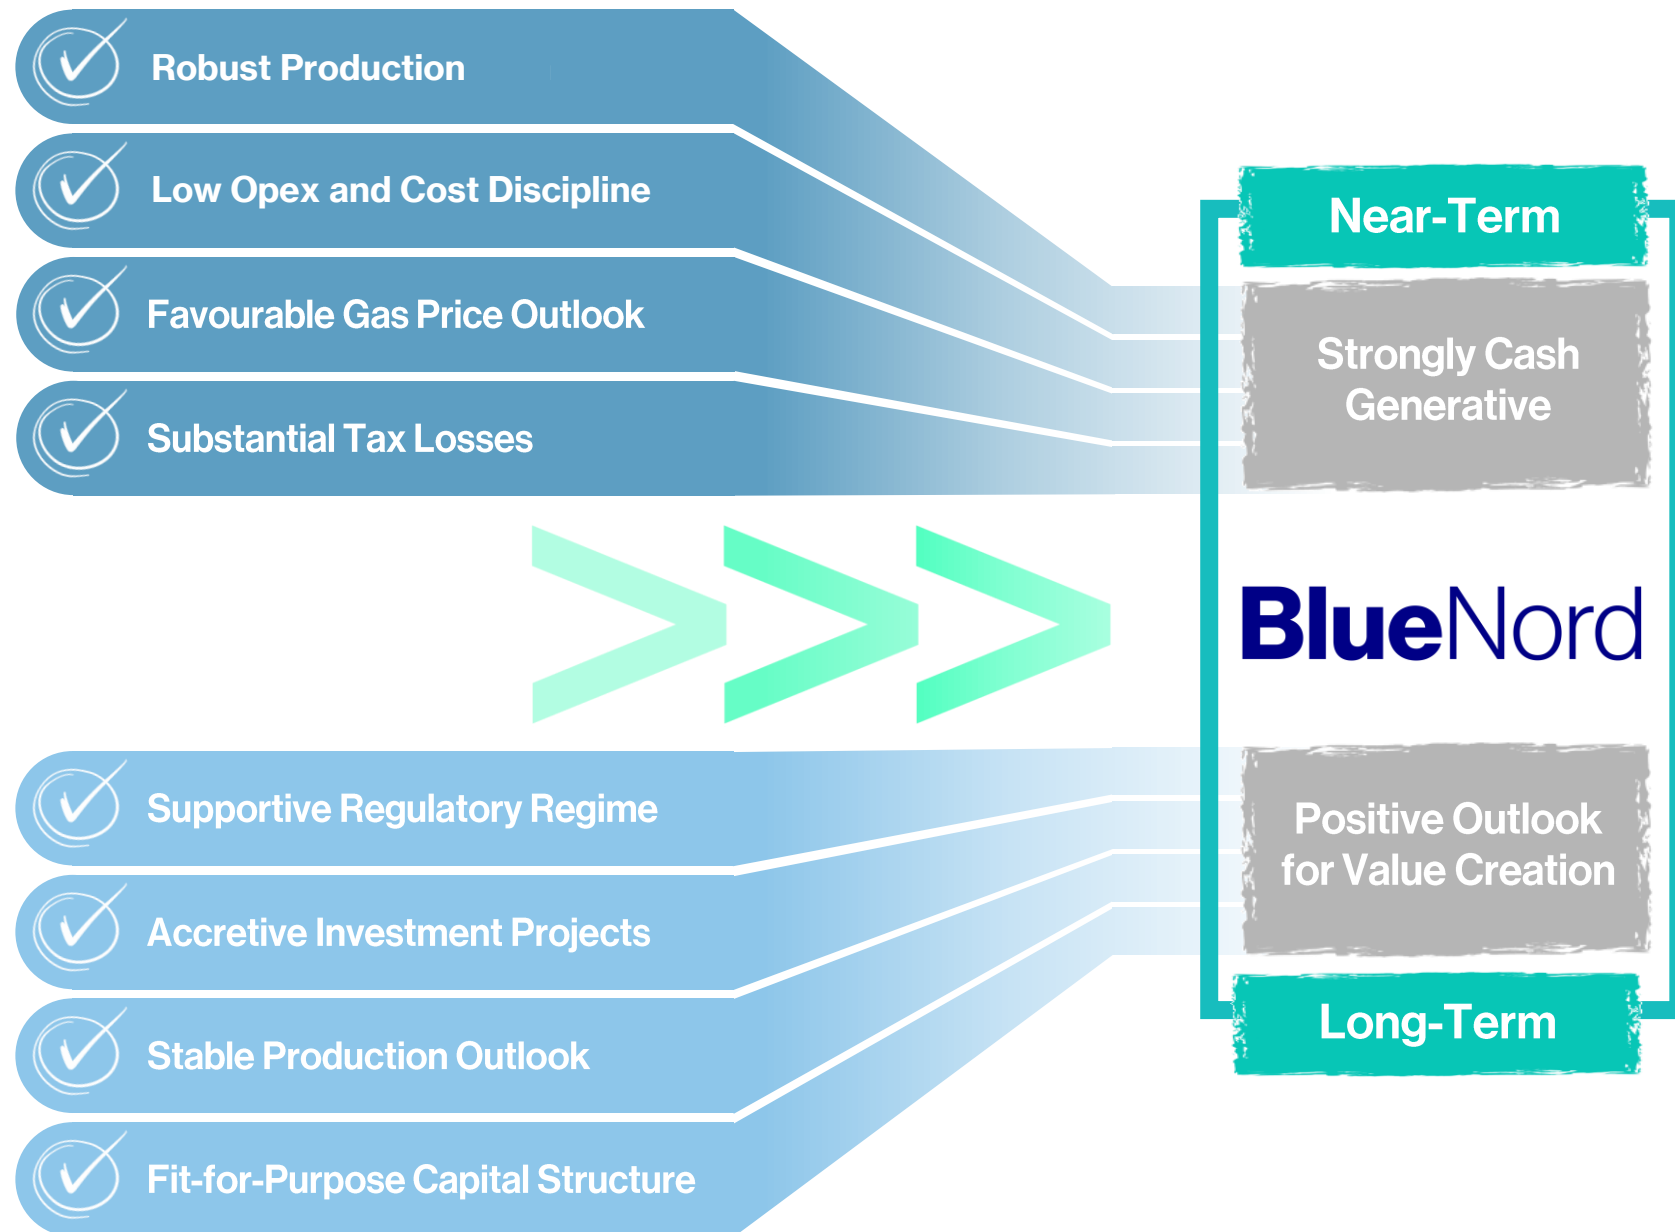 Robust Production
Low Opex and Cost Discipline
Favourable Gas Price Outlook
Substantial Tax Losses
Near-Term
Strongly Cash
Generative
BlueNord
Supportive Regulatory Regime
Accretive Investment Projects
Stable Production Outlook
Fit-for-Purpose Capital Structure
Positive Outlook
for Value Creation
Long-Term